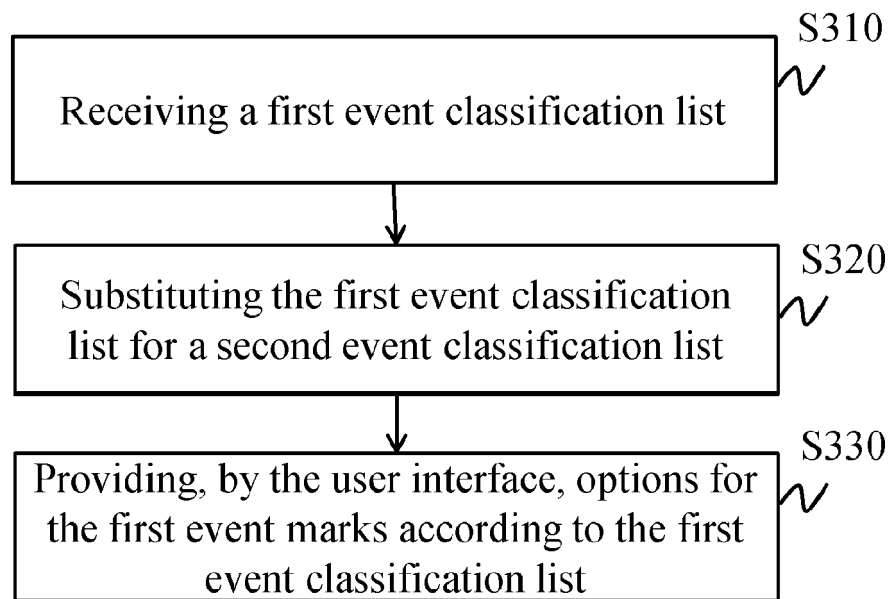 S310
Receiving a first event classification list
S320
Substituting the first event classification
list for a second event classification list
S330
Providing, by the user interface, options for
the first event marks according to the first
event classification list